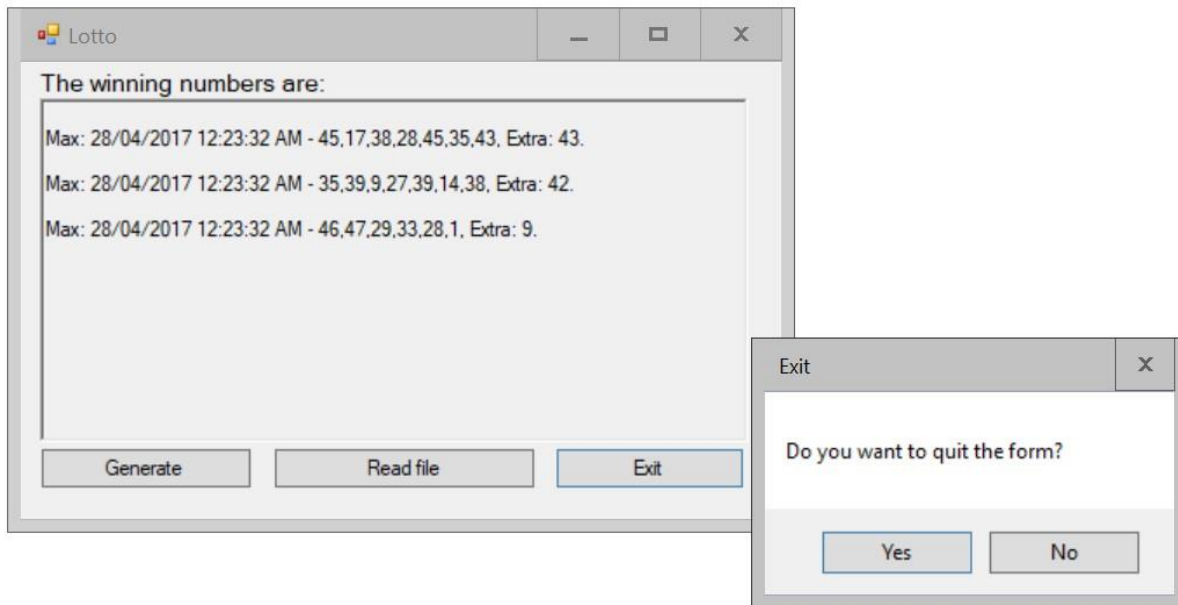 Lotto
The winning numbers are:
Max: 28/04/2017 12:23:32 AM - 45,17,38,28,45,35,43, Extra: 43.
Max: 28/04/2017 12:23:32 AM - 35,39,9,27,39,14,38, Extra: 42.
Max: 28/04/2017 12:23:32 AM - 46,47,29,33,28,1, Extra: 9.
Generate
Read file
Exit
Exit
Do you want to quit the form?
Yes
No